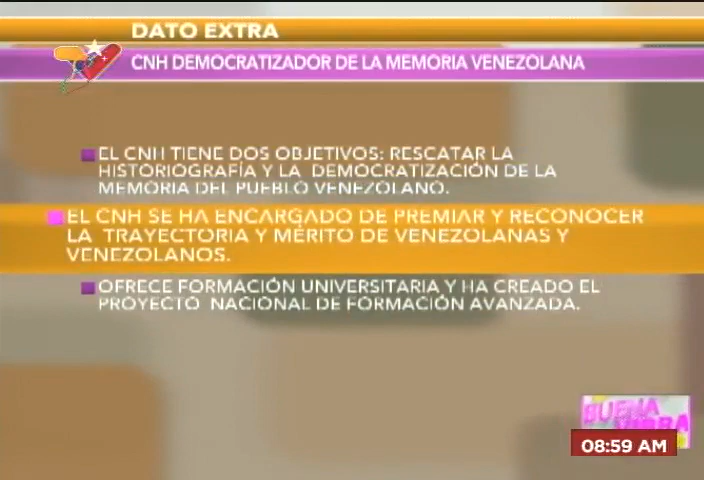 DATO EXTRA
CNH DEMOCRATIZADOR DE LA MEMORIA VENEZOLANA
EL CNH TIENE DOS OBJETIVOS: RESCATAR LA
HISTORIOGRAFÍA Y LA DEMOCRATIZACIÓN DE LA
MEMORIA DEL PUEBLO VENEZOLANO.
EL CNH SE HA ENCARGADO DE PREMIAR Y RECONOCER
LA TRAYECTORIA Y MÉRITO DE VENEZOLANAS Y
VENEZOLANOS.
OFRECE FORMACIÓN UNIVERSITARIA Y HA CREADO EL
PROYECTO NACIONAL DE FORMACIÓN AVANZADA.
BUENA
08:59 AM